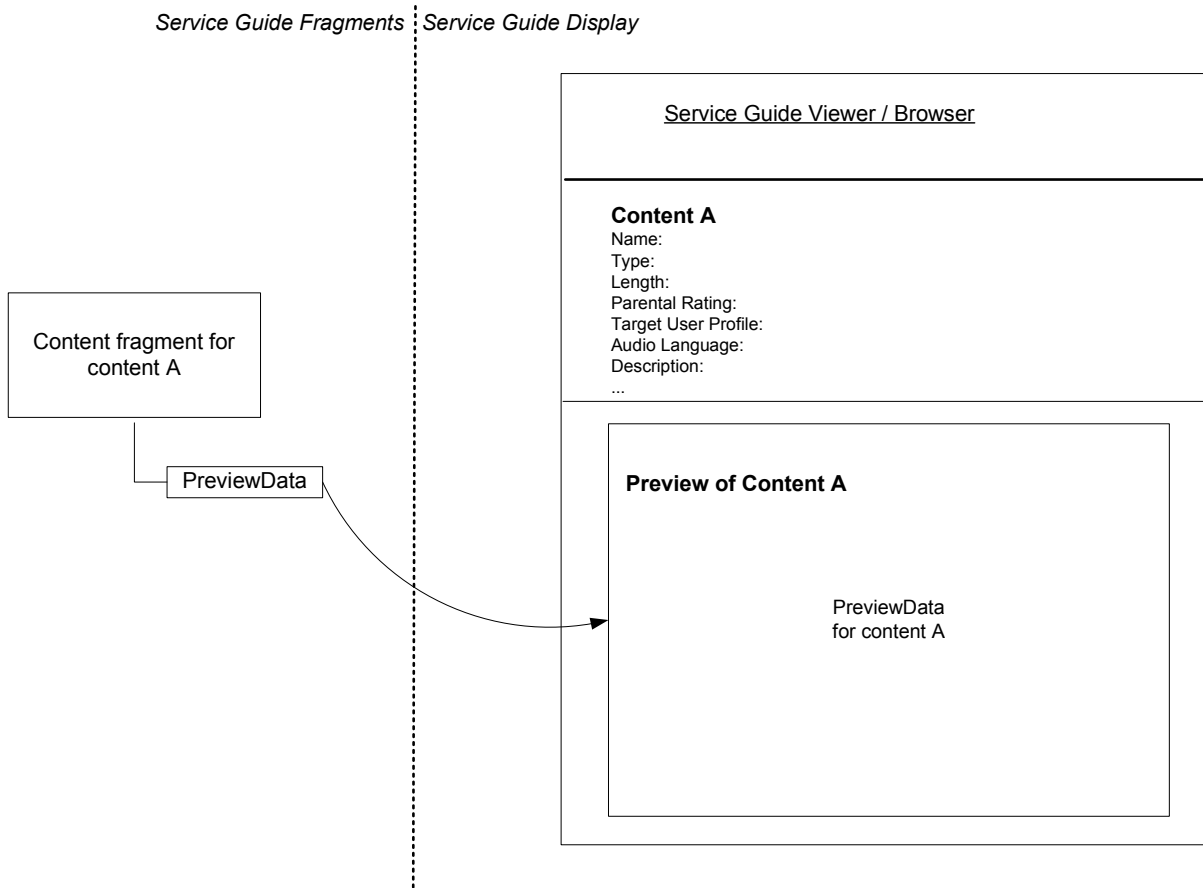 Service Guide Fragments
Service Guide Display
Service Guide Viewer / Browser
Content A
Name:
Type:
Length:
Parental Rating:
Target User Profile:
Audio Language:
Description:
...
Content fragment for
content A
PreviewData
Preview of Content A
PreviewData
for content A